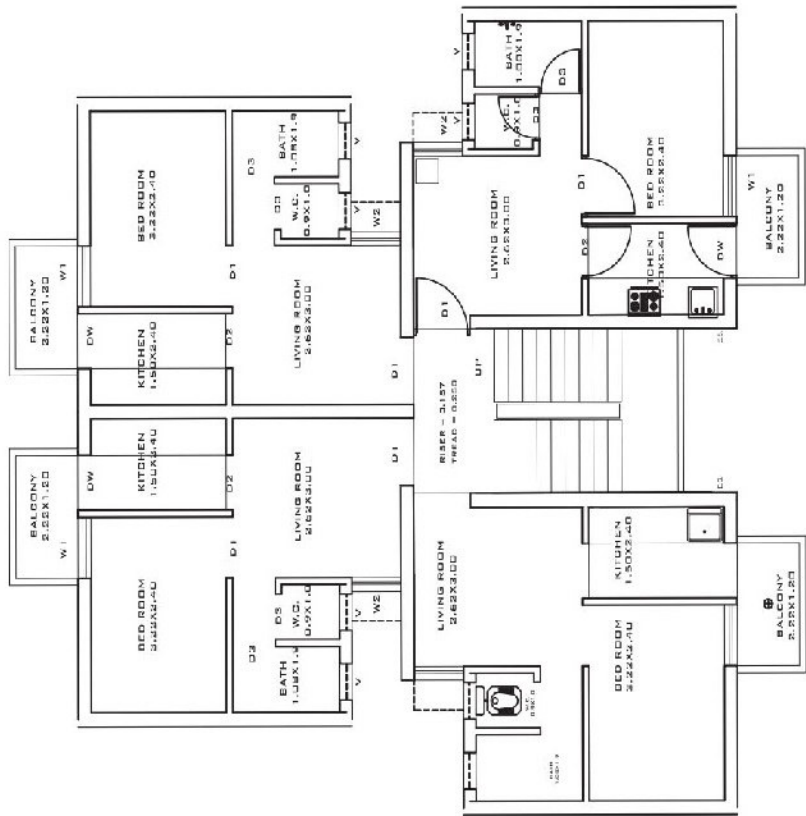 BATH
W.C.
V
V
W2
D3
D1
BED ROOM
3.22X2.40
LIVING ROOM
2.62X3.00
D2
DW
W1
BALCONY
2.22X1.20
D1
UP
RISER = 0.157
TREAD = 0.250
BED ROOM
3.22X2.40
D3
BATH
D3
W.C.
0.9X1.0
V
V
W2
D1
W1
BALCONY
2.22X1.20
DW
KITCHEN
1.50X2.40
D2
LIVING ROOM
2.62X3.00
D1
BALCONY
2.22X1.20
DW
W1
KITCHEN
1.50X2.40
D2
D1
LIVING ROOM
2.62X3.00
D1
BED ROOM
3.22X2.40
D3
D3
W.C.
0.9X1.0
BATH
V
V
W2
LIVING ROOM
2.62X3.00
KITCHEN
1.50X2.40
BED ROOM
3.22X2.40
BALCONY
2.22X1.20